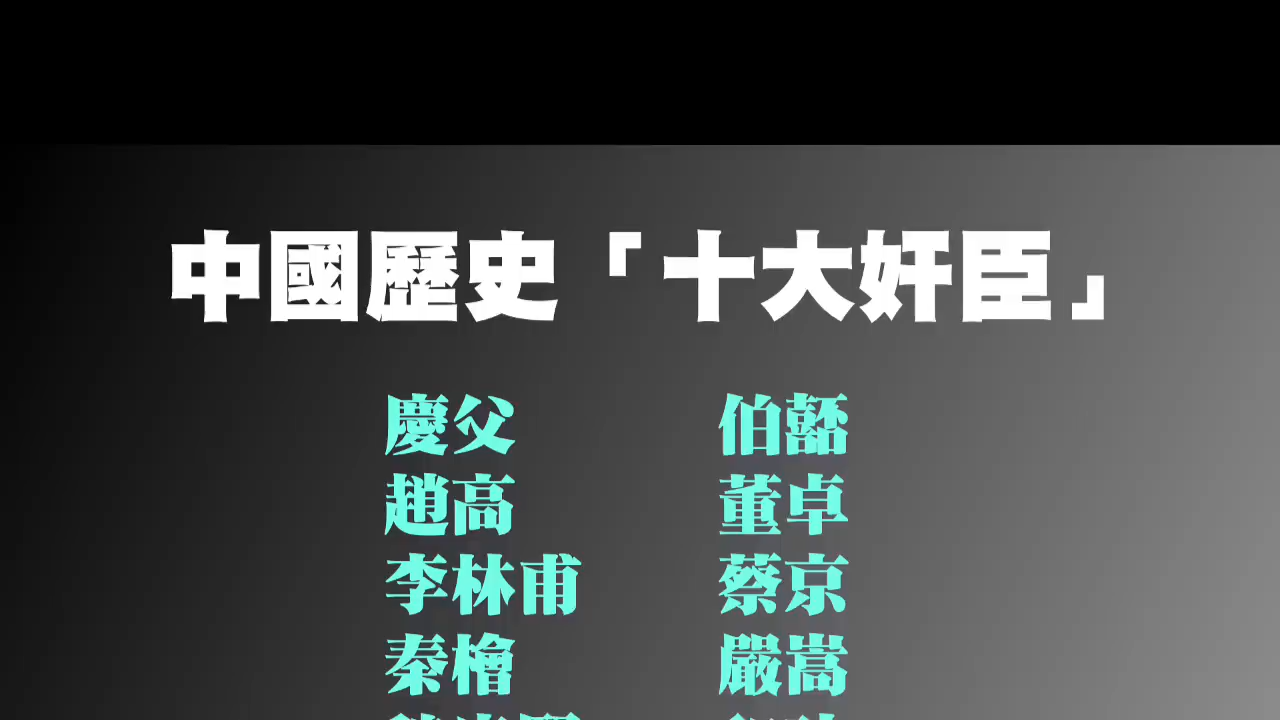 中國歷史「十大奸臣」
慶父 伯嚭
趙高 董卓
李林甫 蔡京
秦檜 嚴嵩